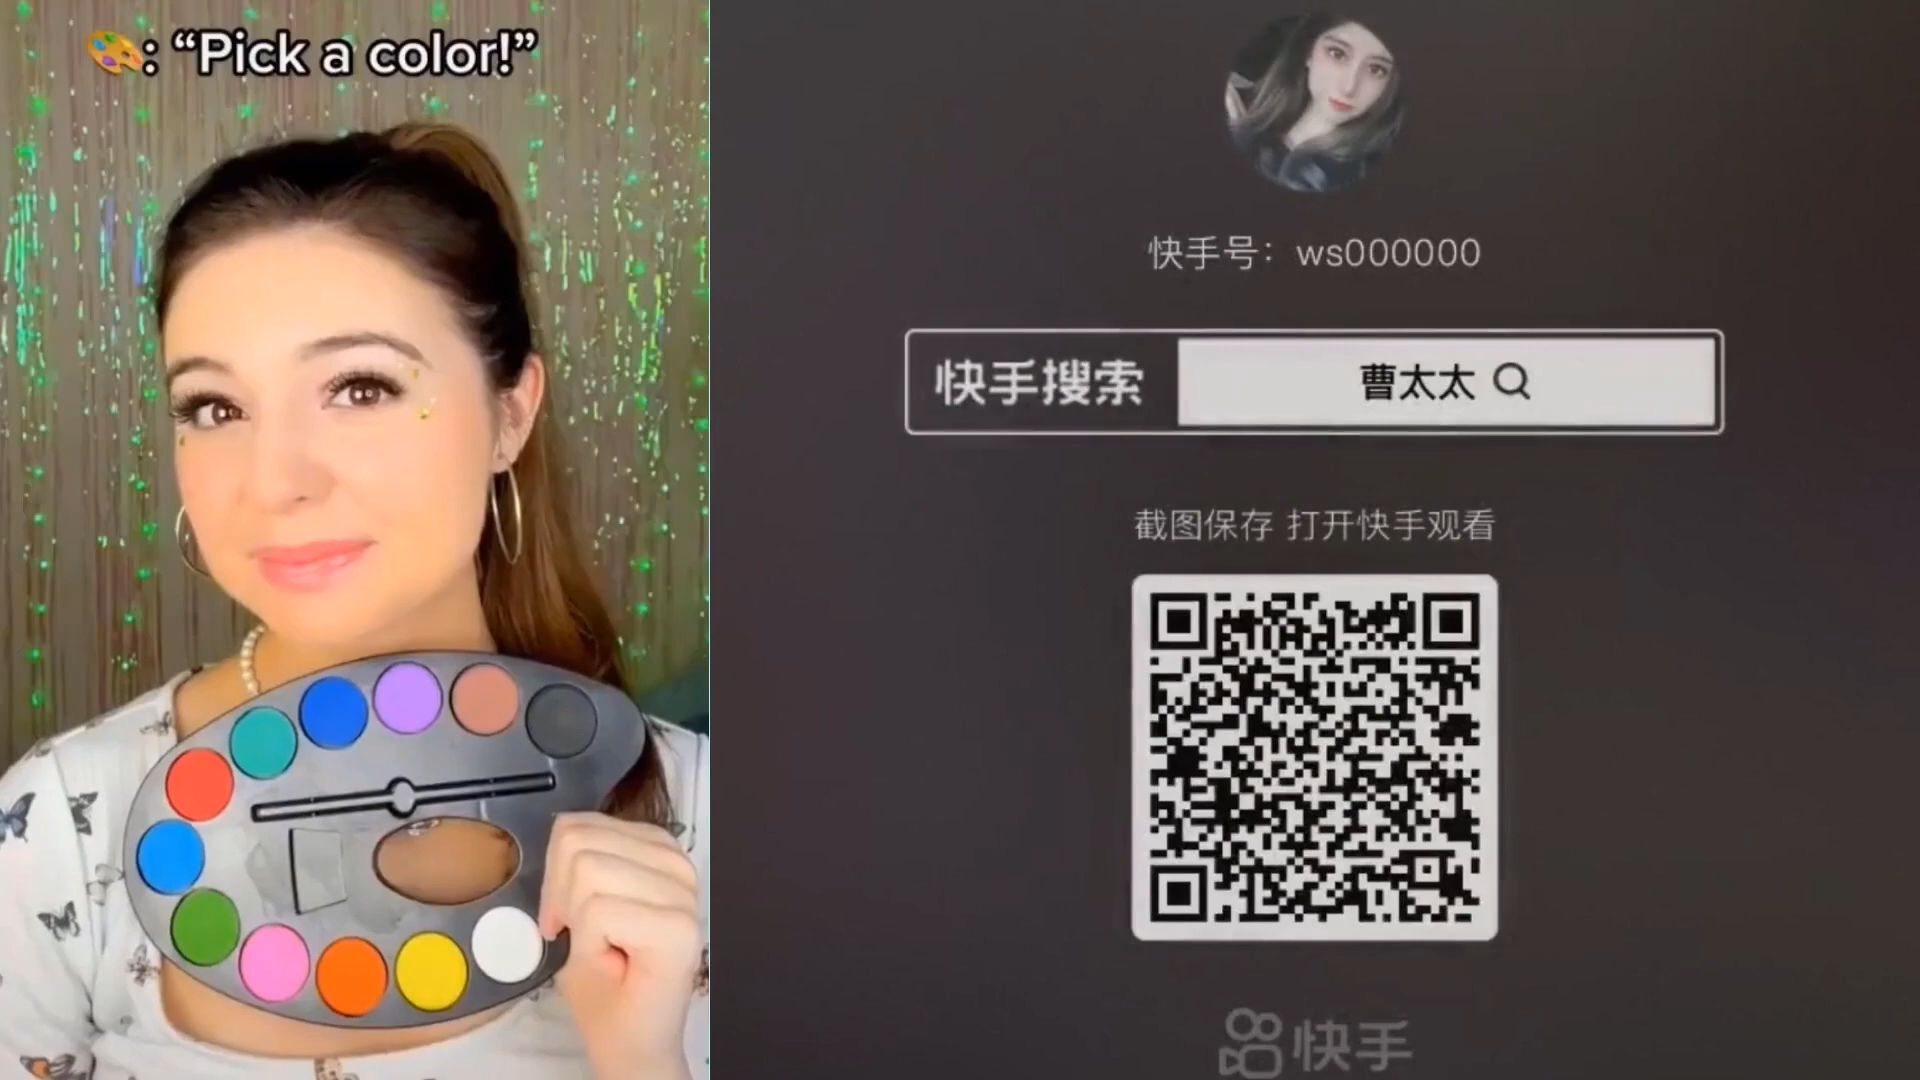 🎨: “Pick a color!”
快手号：ws000000
快手搜索 曹太太
截图保存 打开快手观看
快手